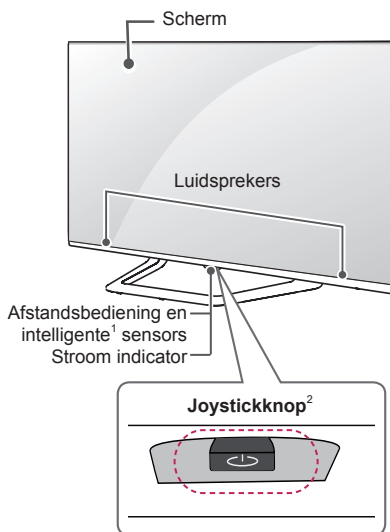 Scherm
Luidsprekers
Afstandsbediening en
intelligente¹ sensors
Stroom indicator
Joystickknop²